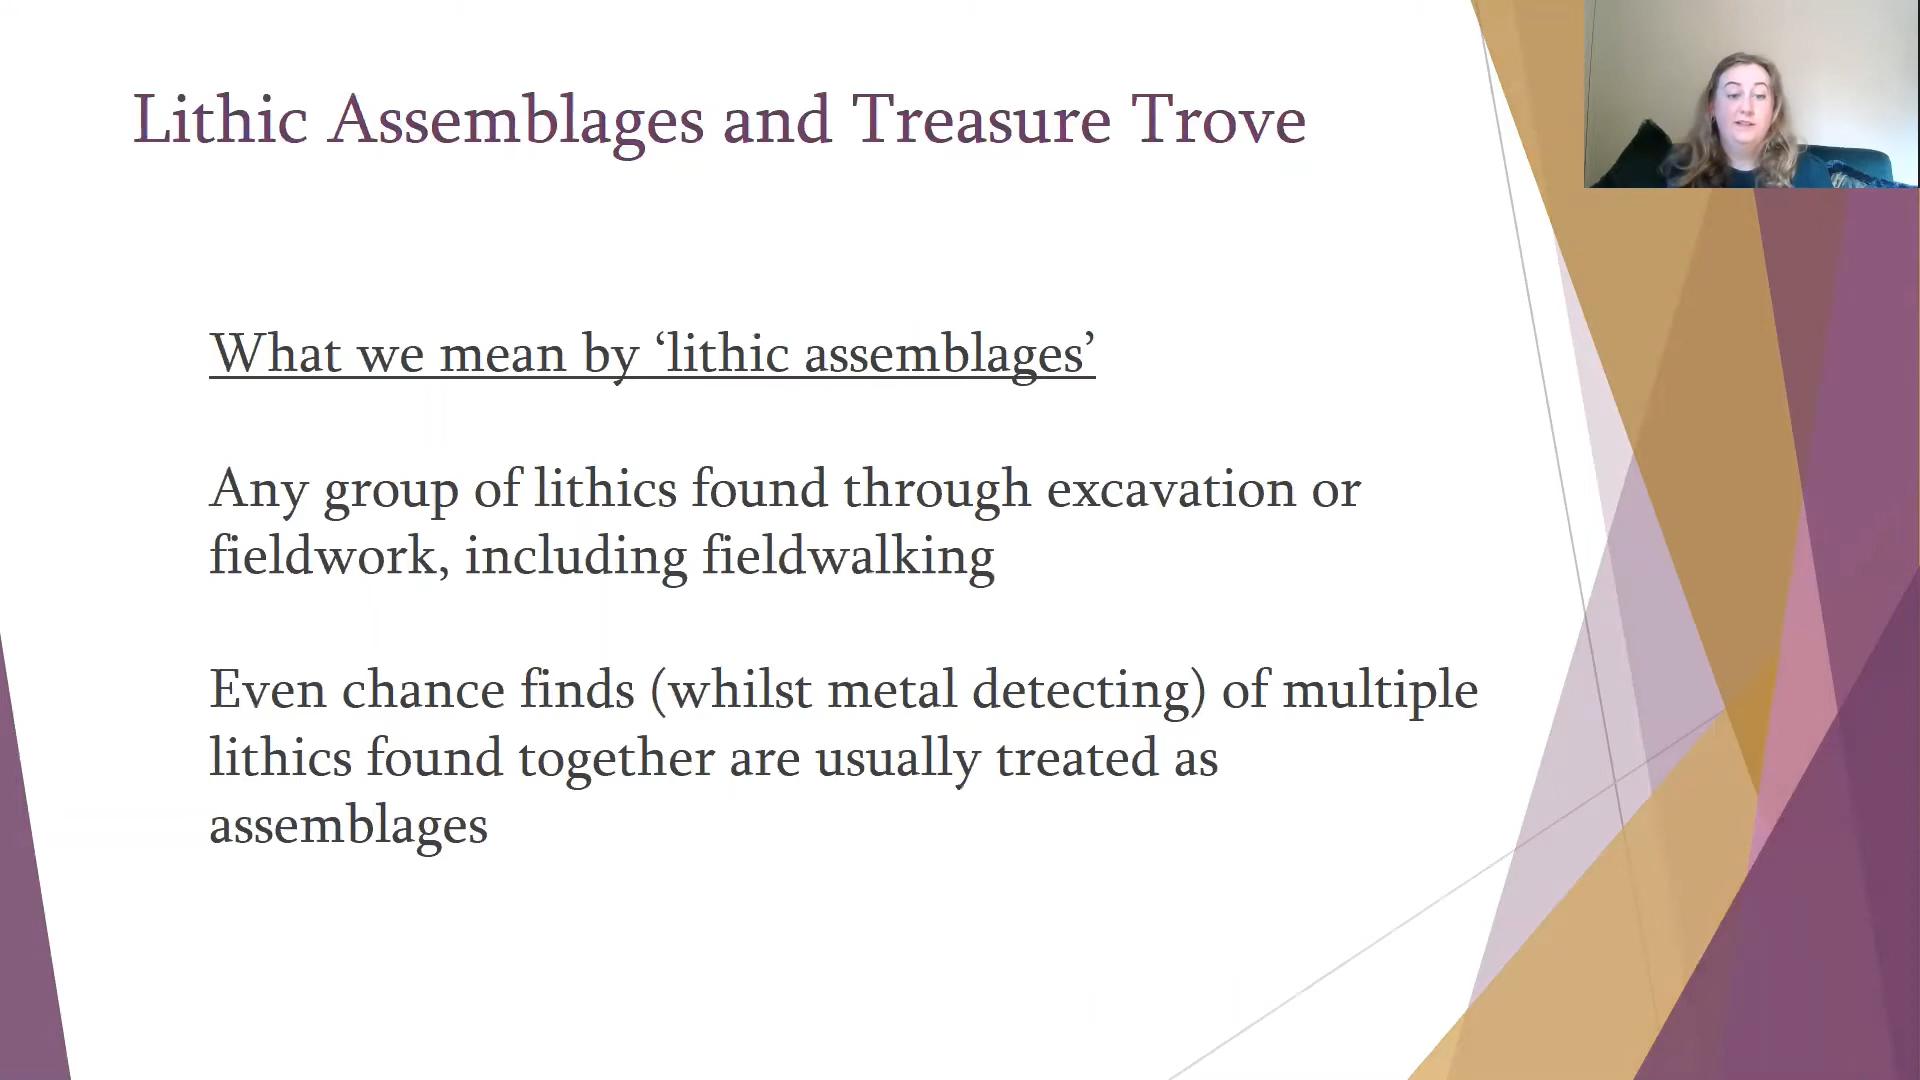 Lithic Assemblages and Treasure Trove
What we mean by ‘lithic assemblages’
Any group of lithics found through excavation or
fieldwork, including fieldwalking
Even chance finds (whilst metal detecting) of multiple
lithics found together are usually treated as
assemblages